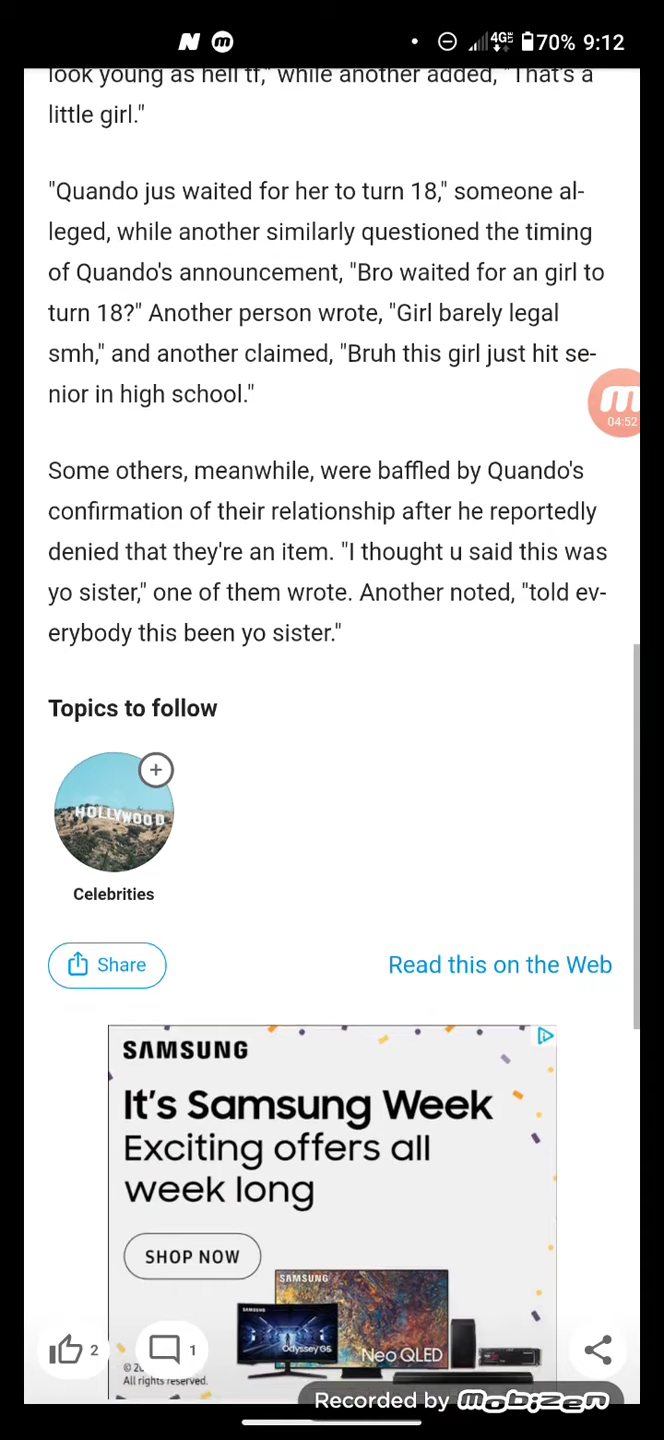 N m 4GE 70% 9:12
look young as hell tf," while another added, "That's a
little girl."
"Quando jus waited for her to turn 18," someone al-
leged, while another similarly questioned the timing
of Quando's announcement, "Bro waited for an girl to
turn 18?" Another person wrote, "Girl barely legal
smh," and another claimed, "Bruh this girl just hit se-
nior in high school."
m
04:52
Some others, meanwhile, were baffled by Quando's
confirmation of their relationship after he reportedly
denied that they're an item. "I thought u said this was
yo sister," one of them wrote. Another noted, "told ev-
erybody this been yo sister."
Topics to follow
HOLLYWOOD
Celebrities
Share Read this on the Web
SAMSUNG
It's Samsung Week
Exciting offers all
week long
SHOP NOW
SAMSUNG
SAMSUNG
Odyssey G5
Neo QLED
2 1
All rights reserved.
Recorded by mobizen